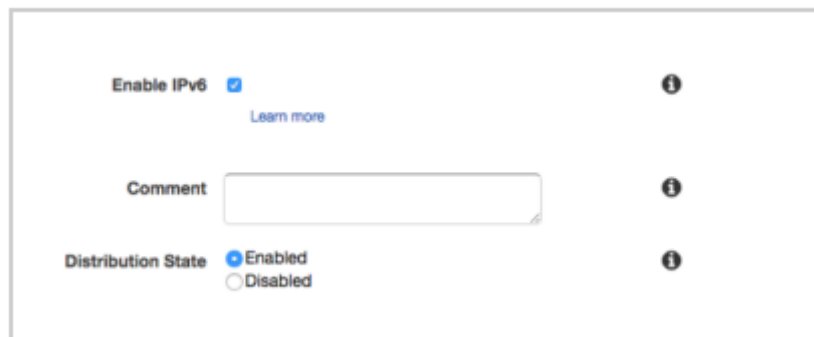 Enable IPv6
Learn more
Comment
Distribution State Enabled
Disabled